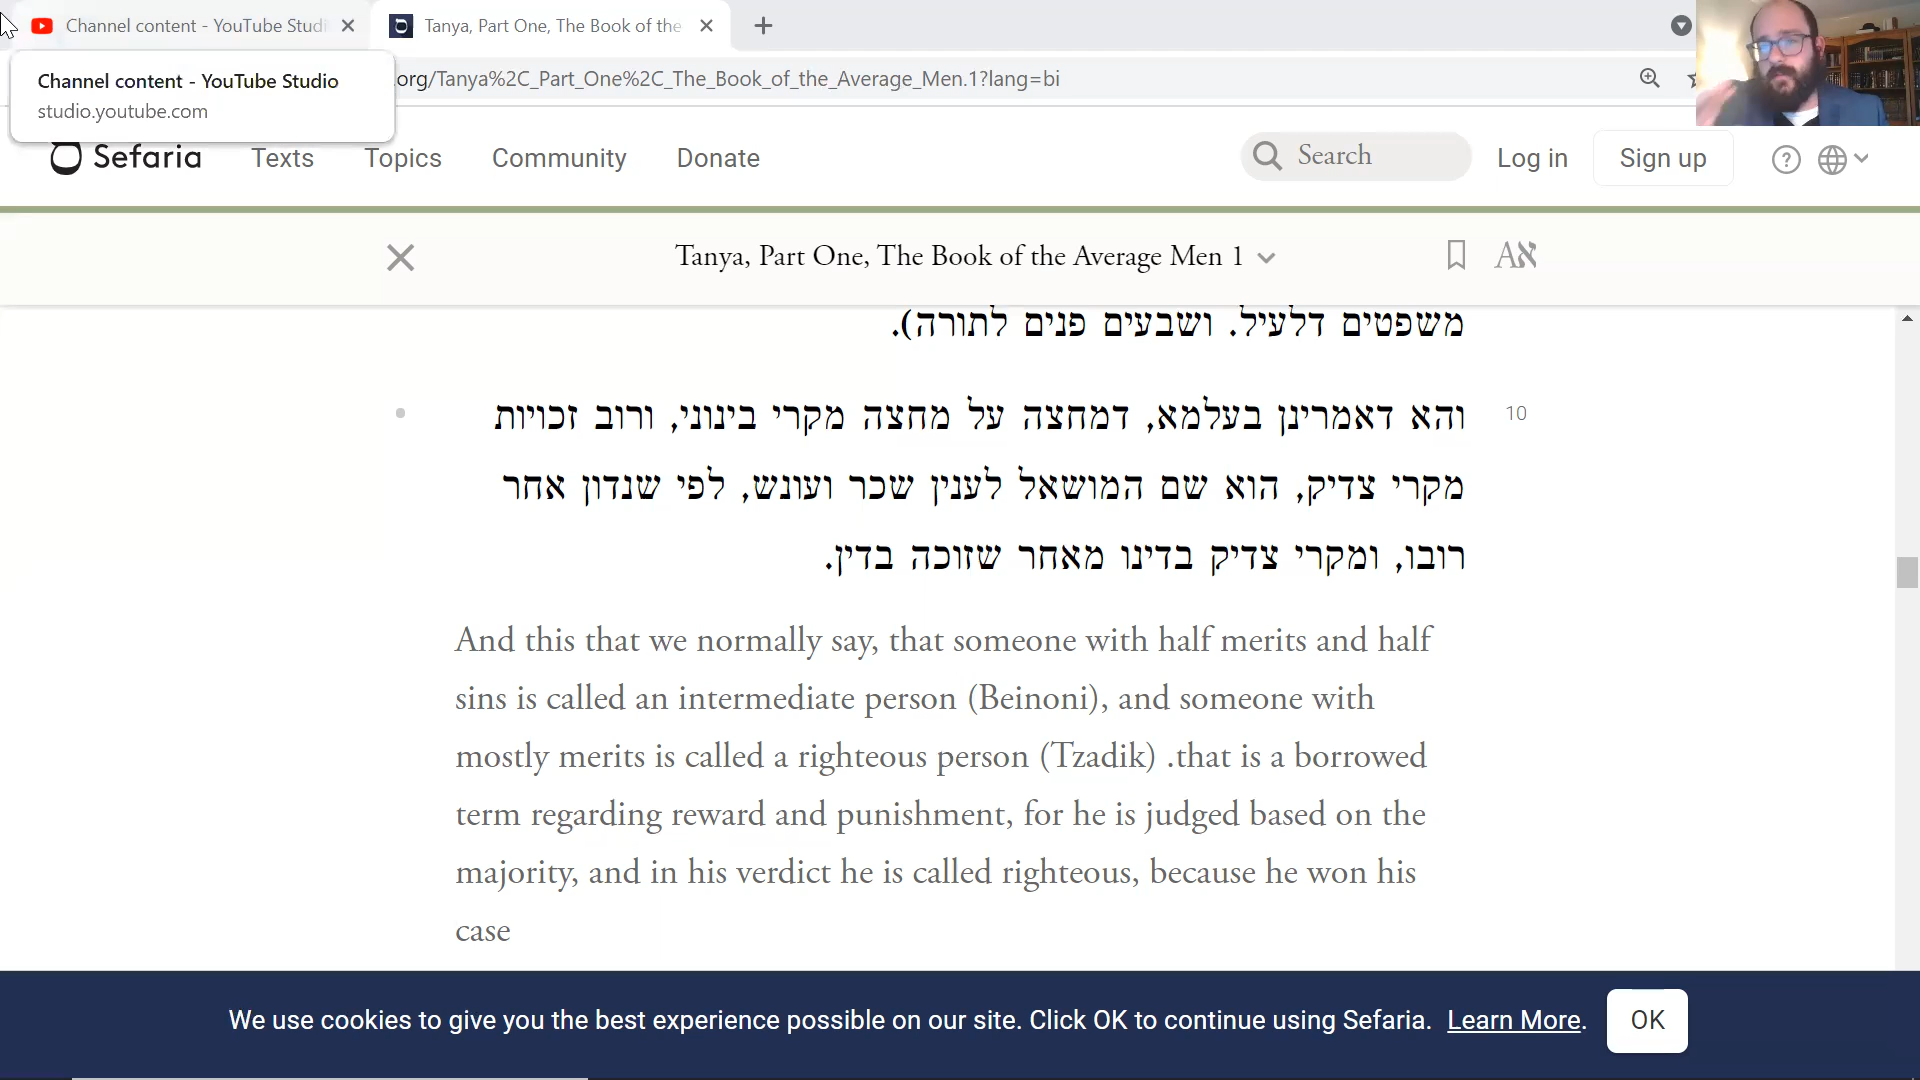 Channel content - YouTube Studi
Tanya, Part One, The Book of the
Channel content - YouTube Studio
studio.youtube.com
.org/Tanya%2C_Part_One%2C_The_Book_of_the_Average_Men.1?lang=bi
Sefaria Texts Topics Community Donate Search Log in Sign up
Tanya, Part One, The Book of the Average Men 1
משפטים דלעיל. ושבעים פנים לתורה).
10
והא דאמרינן בעלמא, דמחצה על מחצה מקרי בינוני, ורוב זכויות
מקרי צדיק, הוא שם המושאל לענין שכר ועונש, לפי שנדון אחר
רובו, ומקרי צדיק בדינו מאחר שזוכה בדין.
And this that we normally say, that someone with half merits and half
sins is called an intermediate person (Beinoni), and someone with
mostly merits is called a righteous person (Tzadik) .that is a borrowed
term regarding reward and punishment, for he is judged based on the
majority, and in his verdict he is called righteous, because he won his
case
We use cookies to give you the best experience possible on our site. Click OK to continue using Sefaria. Learn More. OK